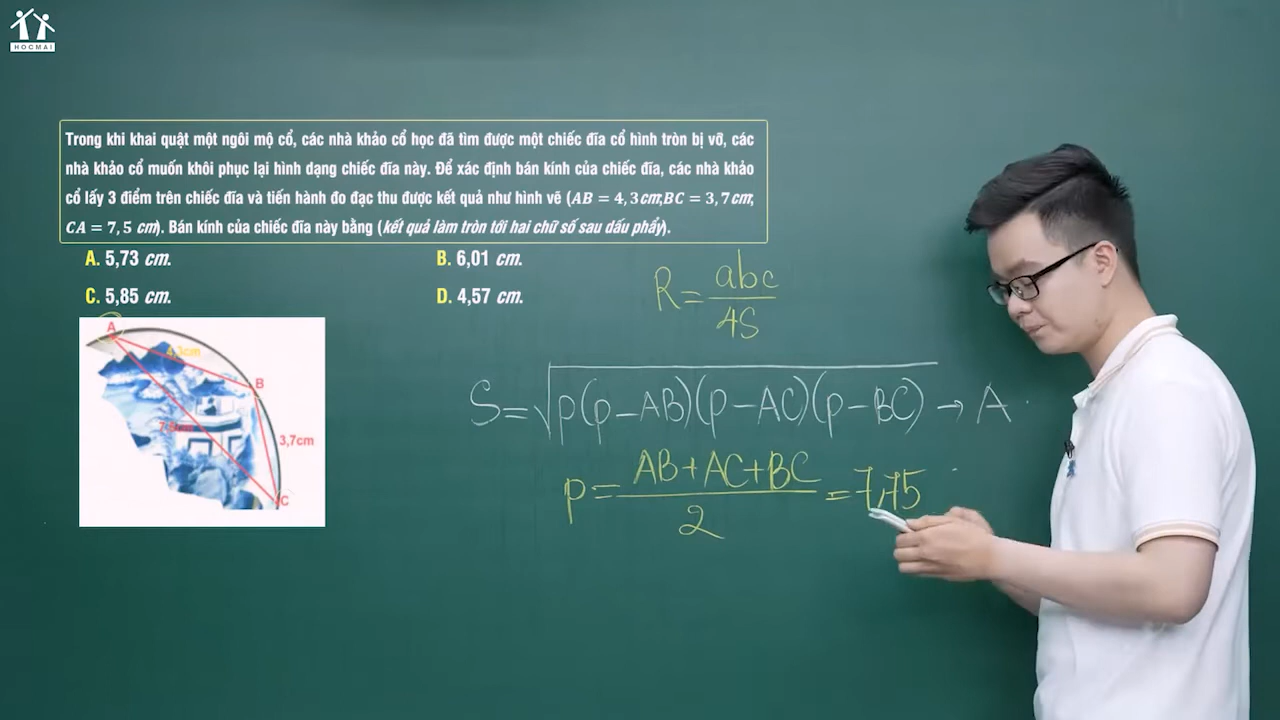 HOCMAI
Trong khi khai quật một ngôi mộ cổ, các nhà khảo cổ học đã tìm được một chiếc đĩa cổ hình tròn bị vỡ, các
nhà khảo cổ muốn khôi phục lại hình dạng chiếc đĩa này. Để xác định bán kính của chiếc đĩa, các nhà khảo
cổ lấy 3 điểm trên chiếc đĩa và tiến hành đo đạc thu được kết quả như hình vẽ (AB = 4,3cm,BC = 3,7cm,
CA = 7,5 cm). Bán kính của chiếc đĩa này bằng (kết quả làm tròn tới hai chữ số sau dấu phẩy).
A. 5,73 cm. B. 6,01 cm.
C. 5,85 cm. D. 4,57 cm.
R = abc/4S
A
4,3cm
B
3,7cm
C
S = √p(p-AB)(p-AC)(p-BC) → A
p = AB+AC+BC/2 = 7,75